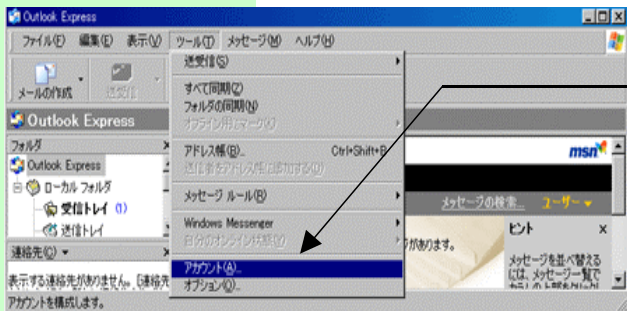 Outlook Express
ファイル(F) 編集(E) 表示(V) ツール(T) メッセージ(M) ヘルプ(H)
メールの作成 送受信
送受信(S)
すべて同期(Z)
フォルダの同期(N)
オフライン用にマーク(K)
アドレス帳(B)... Ctrl+Shift+B
送信者をアドレス帳に追加する(D)
メッセージ ルール(R)
Windows Messenger
自分のオンライン状態(Y)
アカウント(A)...
オプション(O)...
Outlook Express
フォルダ ×
Outlook Express
ローカル フォルダ
受信トレイ (1)
送信トレイ
連絡先(C) ×
表示する連絡先がありません。[連絡先
msn
メッセージの検索... ユーザー
があります。
ヒント ×
メッセージを並べ替える
には、メッセージ一覧で
アカウントを構成します。